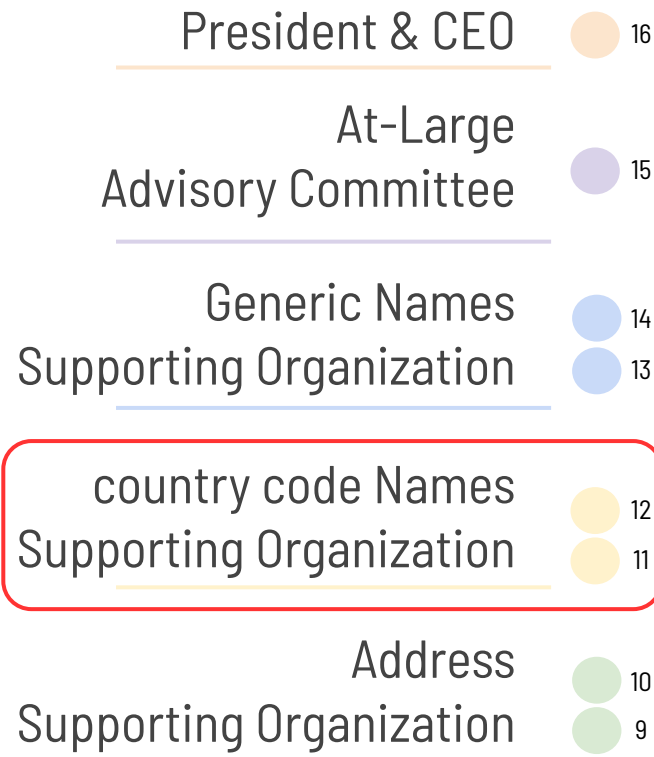 President & CEO 16
At-Large
Advisory Committee 15
Generic Names 14
Supporting Organization 13
country code Names 12
Supporting Organization 11
Address 10
Supporting Organization 9